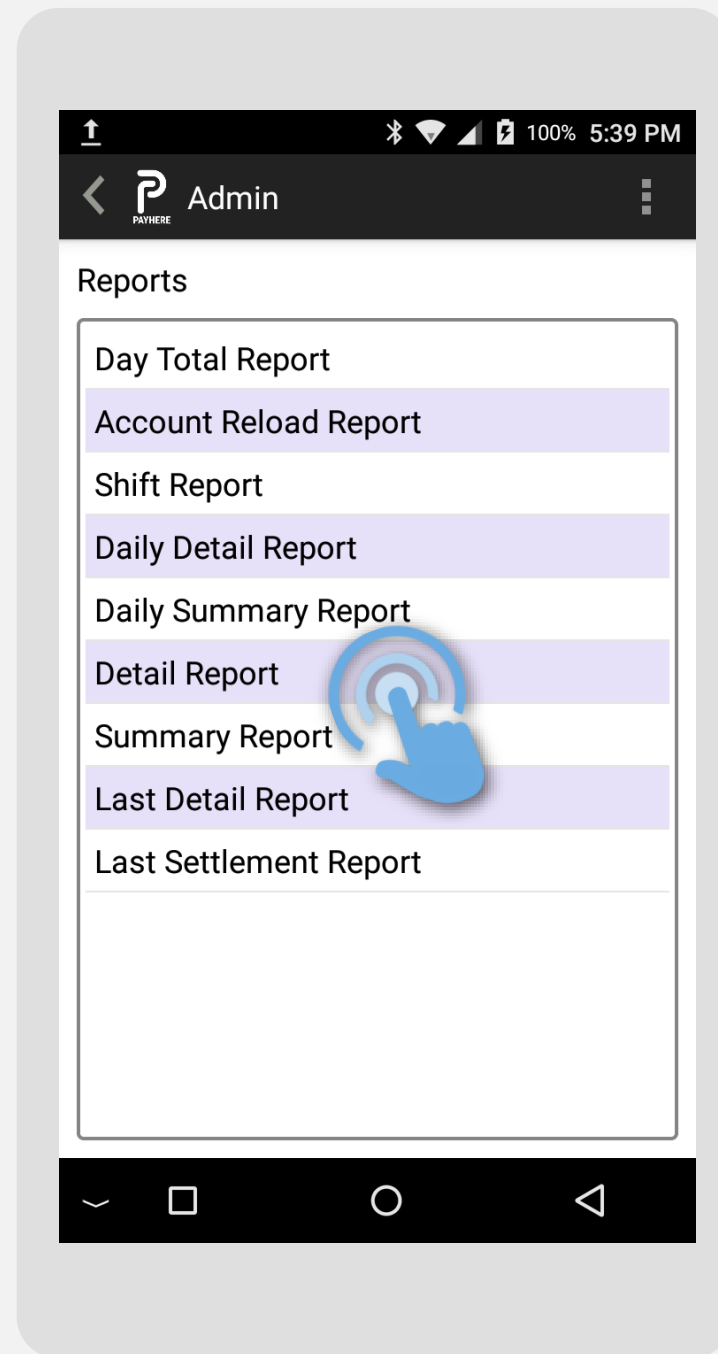 100% 5:39 PM
PAYHERE Admin
Reports
Day Total Report
Account Reload Report
Shift Report
Daily Detail Report
Daily Summary Report
Detail Report
Summary Report
Last Detail Report
Last Settlement Report